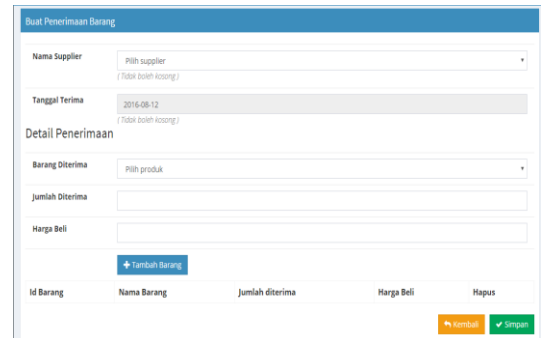 Buat Penerimaan Barang
Nama Supplier
Pilih supplier
( Tidak boleh kosong )
Tanggal Terima
2016-08-12
( Tidak boleh kosong )
Detail Penerimaan
Barang Diterima
Pilih produk
Jumlah Diterima
Harga Beli
+ Tambah Barang
Id Barang Nama Barang Jumlah diterima Harga Beli Hapus
Kembali Simpan